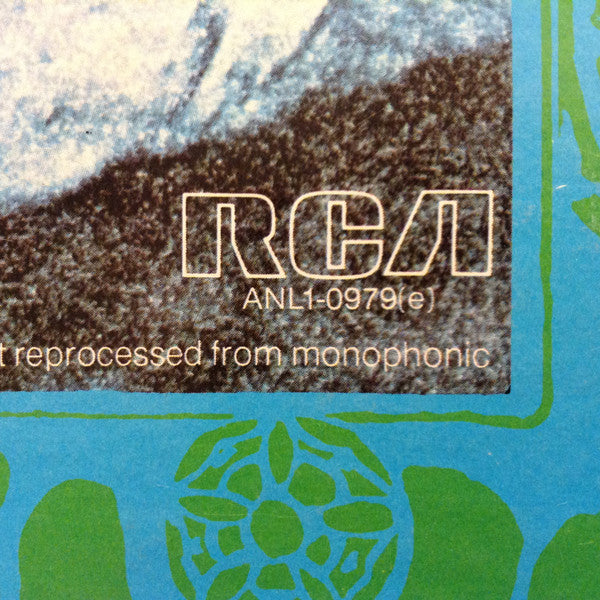 RCA
ANL1-0979(e)
t reprocessed from monophonic